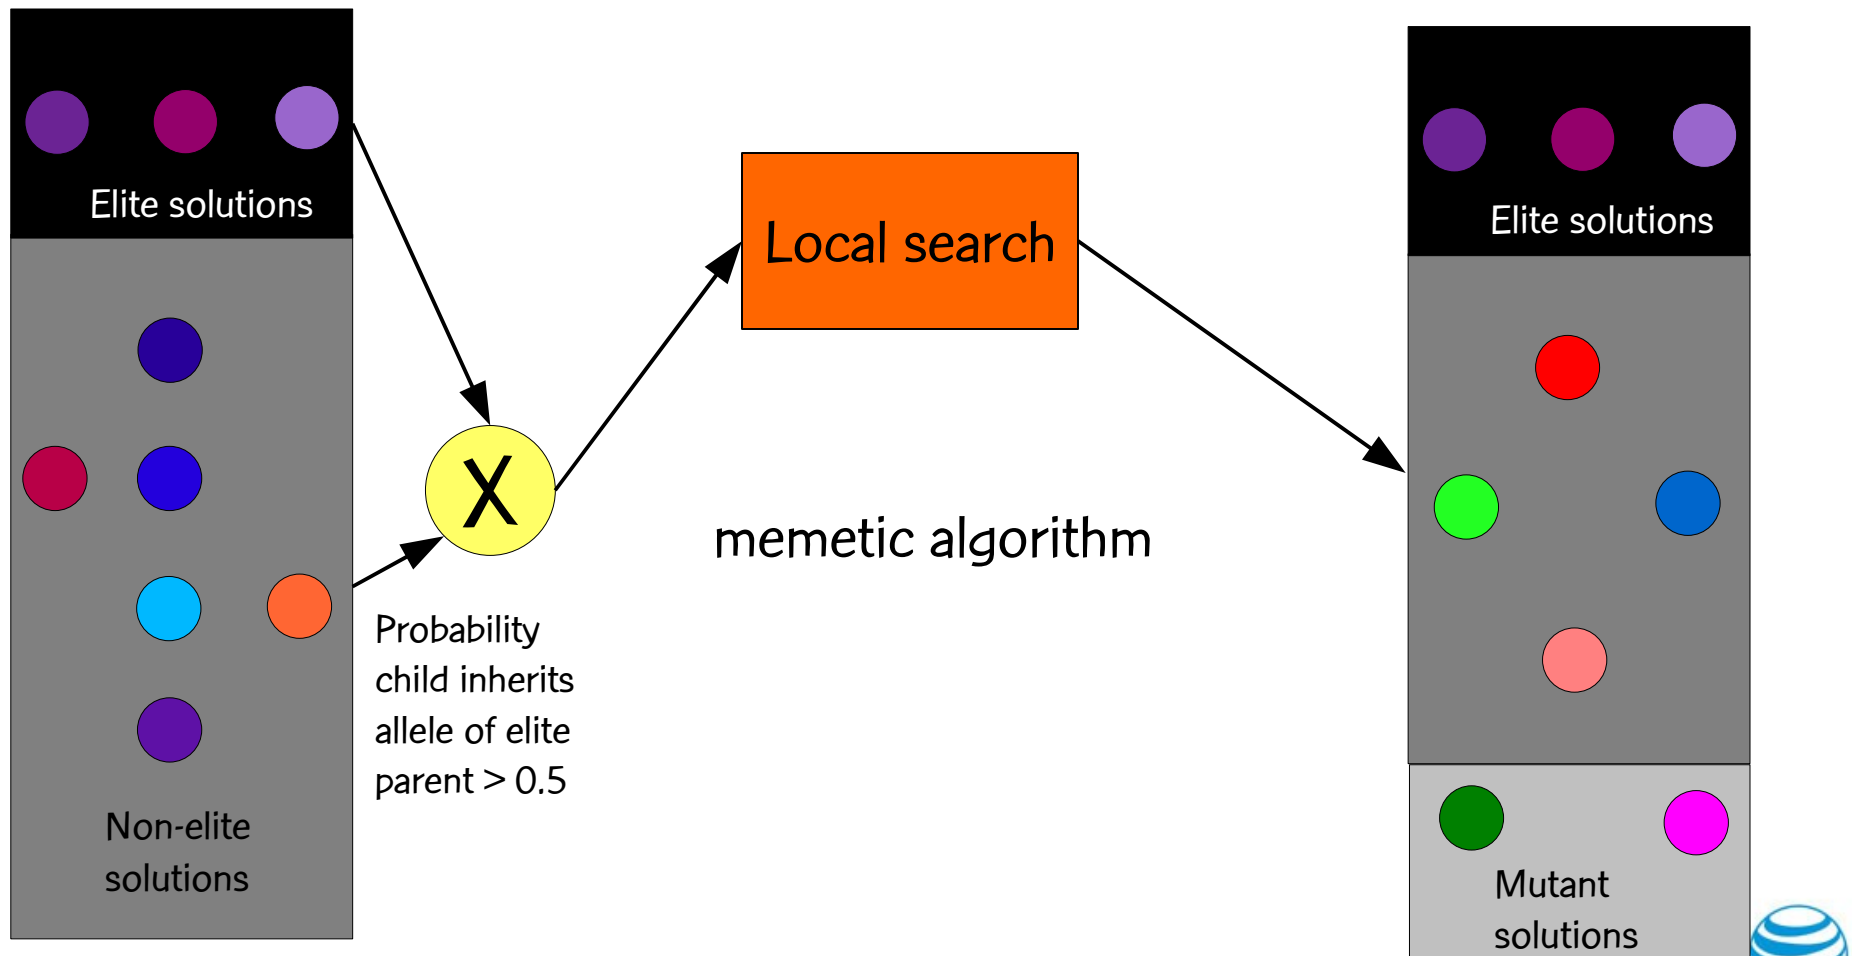 Elite solutions
Non-elite
solutions
X
Probability
child inherits
allele of elite
parent > 0.5
Local search
memetic algorithm
Elite solutions
Mutant
solutions